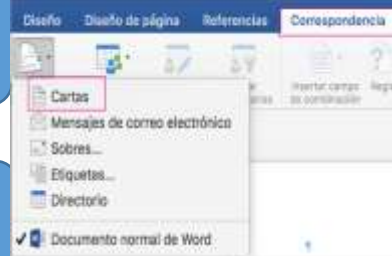 Diseño Diseño de página Referencias Correspondencia
Cartas
Insertar campo
de combinación
Mensajes de correo electrónico
Sobres...
Etiquetas...
Directorio
✓ Documento normal de Word